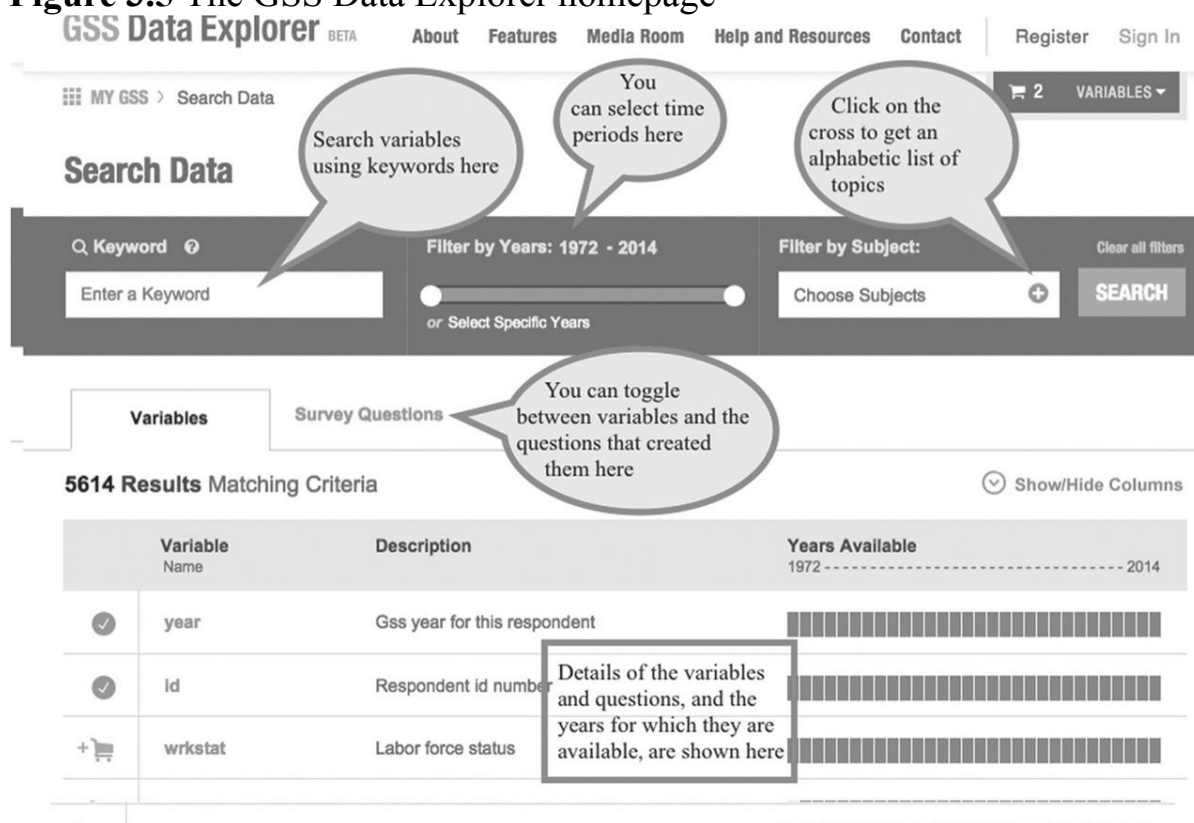 Figure 5.5 The GSS Data Explorer homepage
GSS Data Explorer BETA
About Features Media Room Help and Resources Contact Register Sign In
MY GSS > Search Data
2 VARIABLES
Search variables
using keywords here
You
can select time
periods here
Click on the
cross to get an
alphabetic list of
topics
Search Data
Keyword ?
Enter a Keyword
Filter by Years: 1972 - 2014
or Select Specific Years
Filter by Subject:
Choose Subjects
Clear all filters
SEARCH
Variables
Survey Questions
You can toggle
between variables and the
questions that created
them here
5614 Results Matching Criteria
Show/Hide Columns
Variable
Name
Description
Years Available
1972 - - - - - - - - - - - - - - - - - - - - - - - - - - - - - - - - - - - - 2014
year Gss year for this respondent
id Respondent id number
wrkstat Labor force status
Details of the variables
and questions, and the
years for which they are
available, are shown here